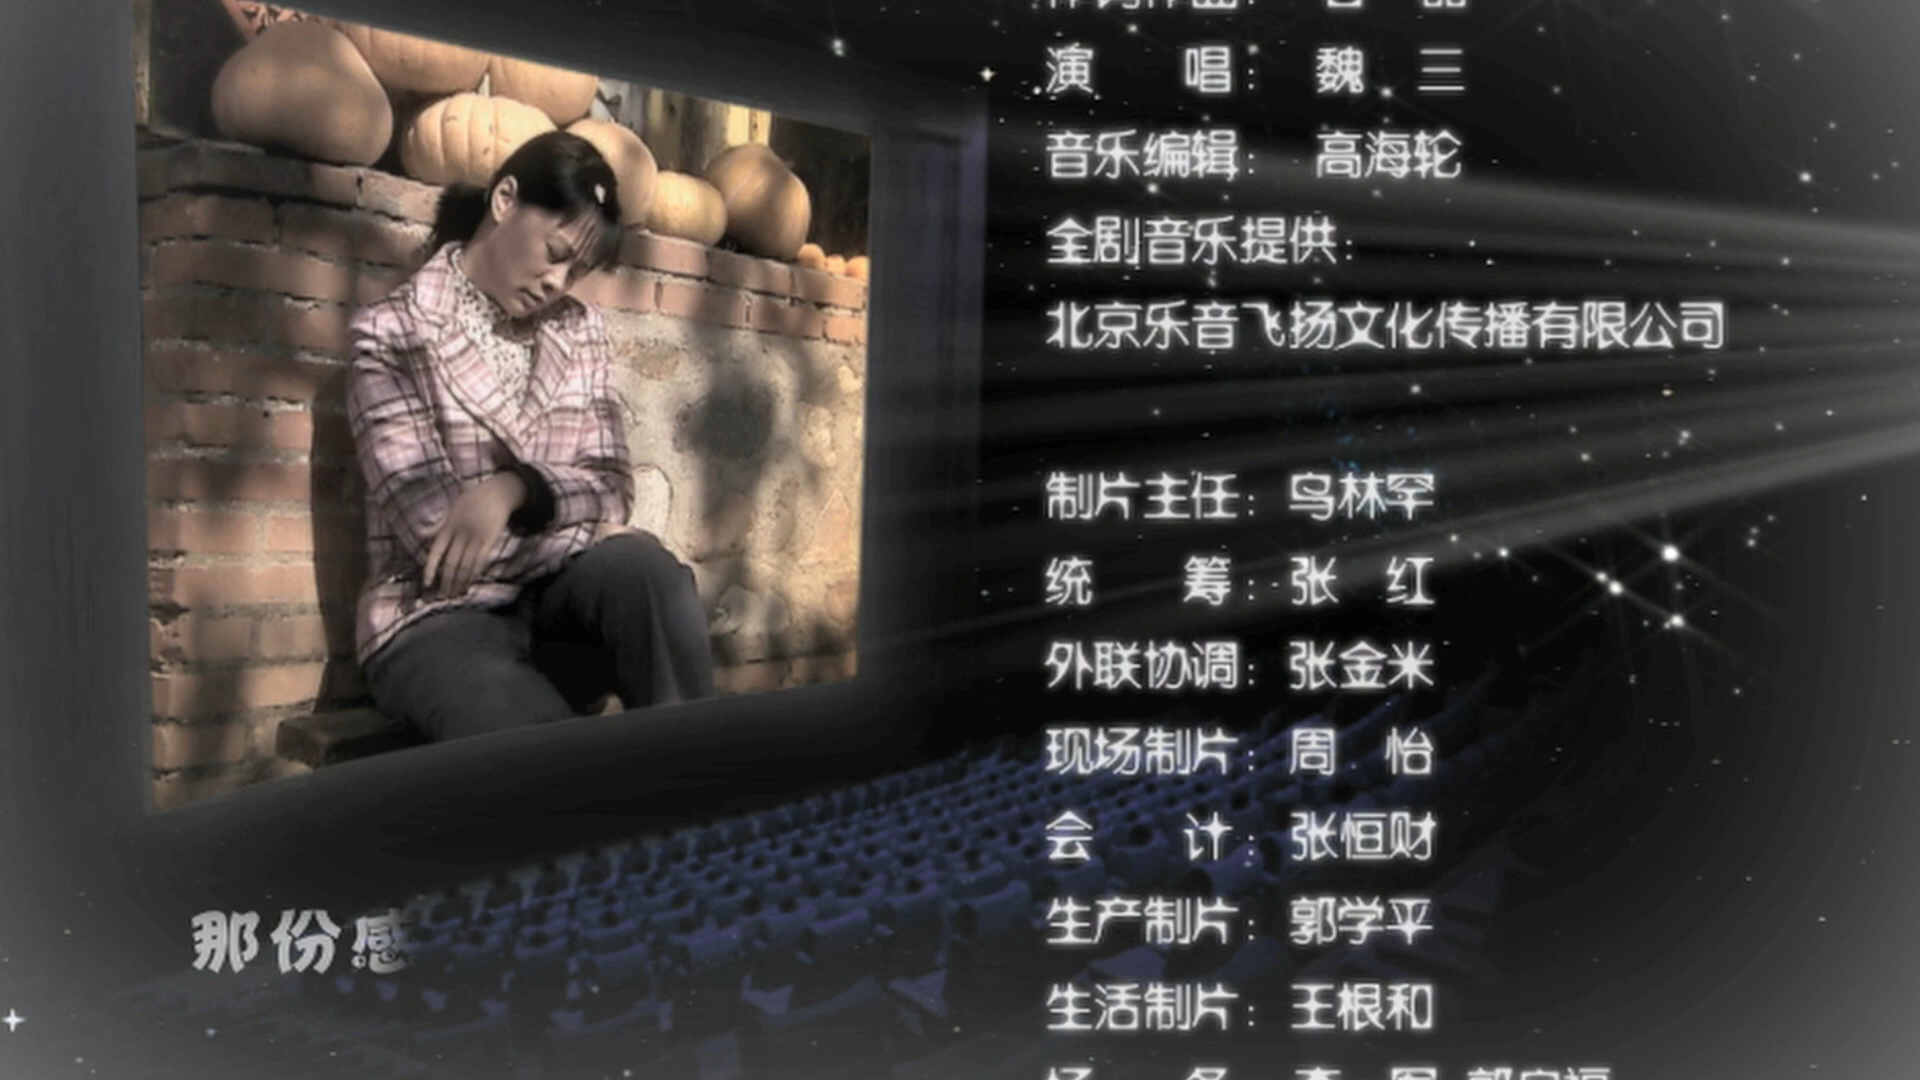 演 唱： 魏 三
音乐编辑： 高海轮
全剧音乐提供：
北京乐音飞扬文化传播有限公司
制片主任：乌林罕
统 筹：张 红
外联协调：张金米
现场制片：周 怡
会 计：张恒财
生产制片：郭学平
生活制片：王根和
那份感